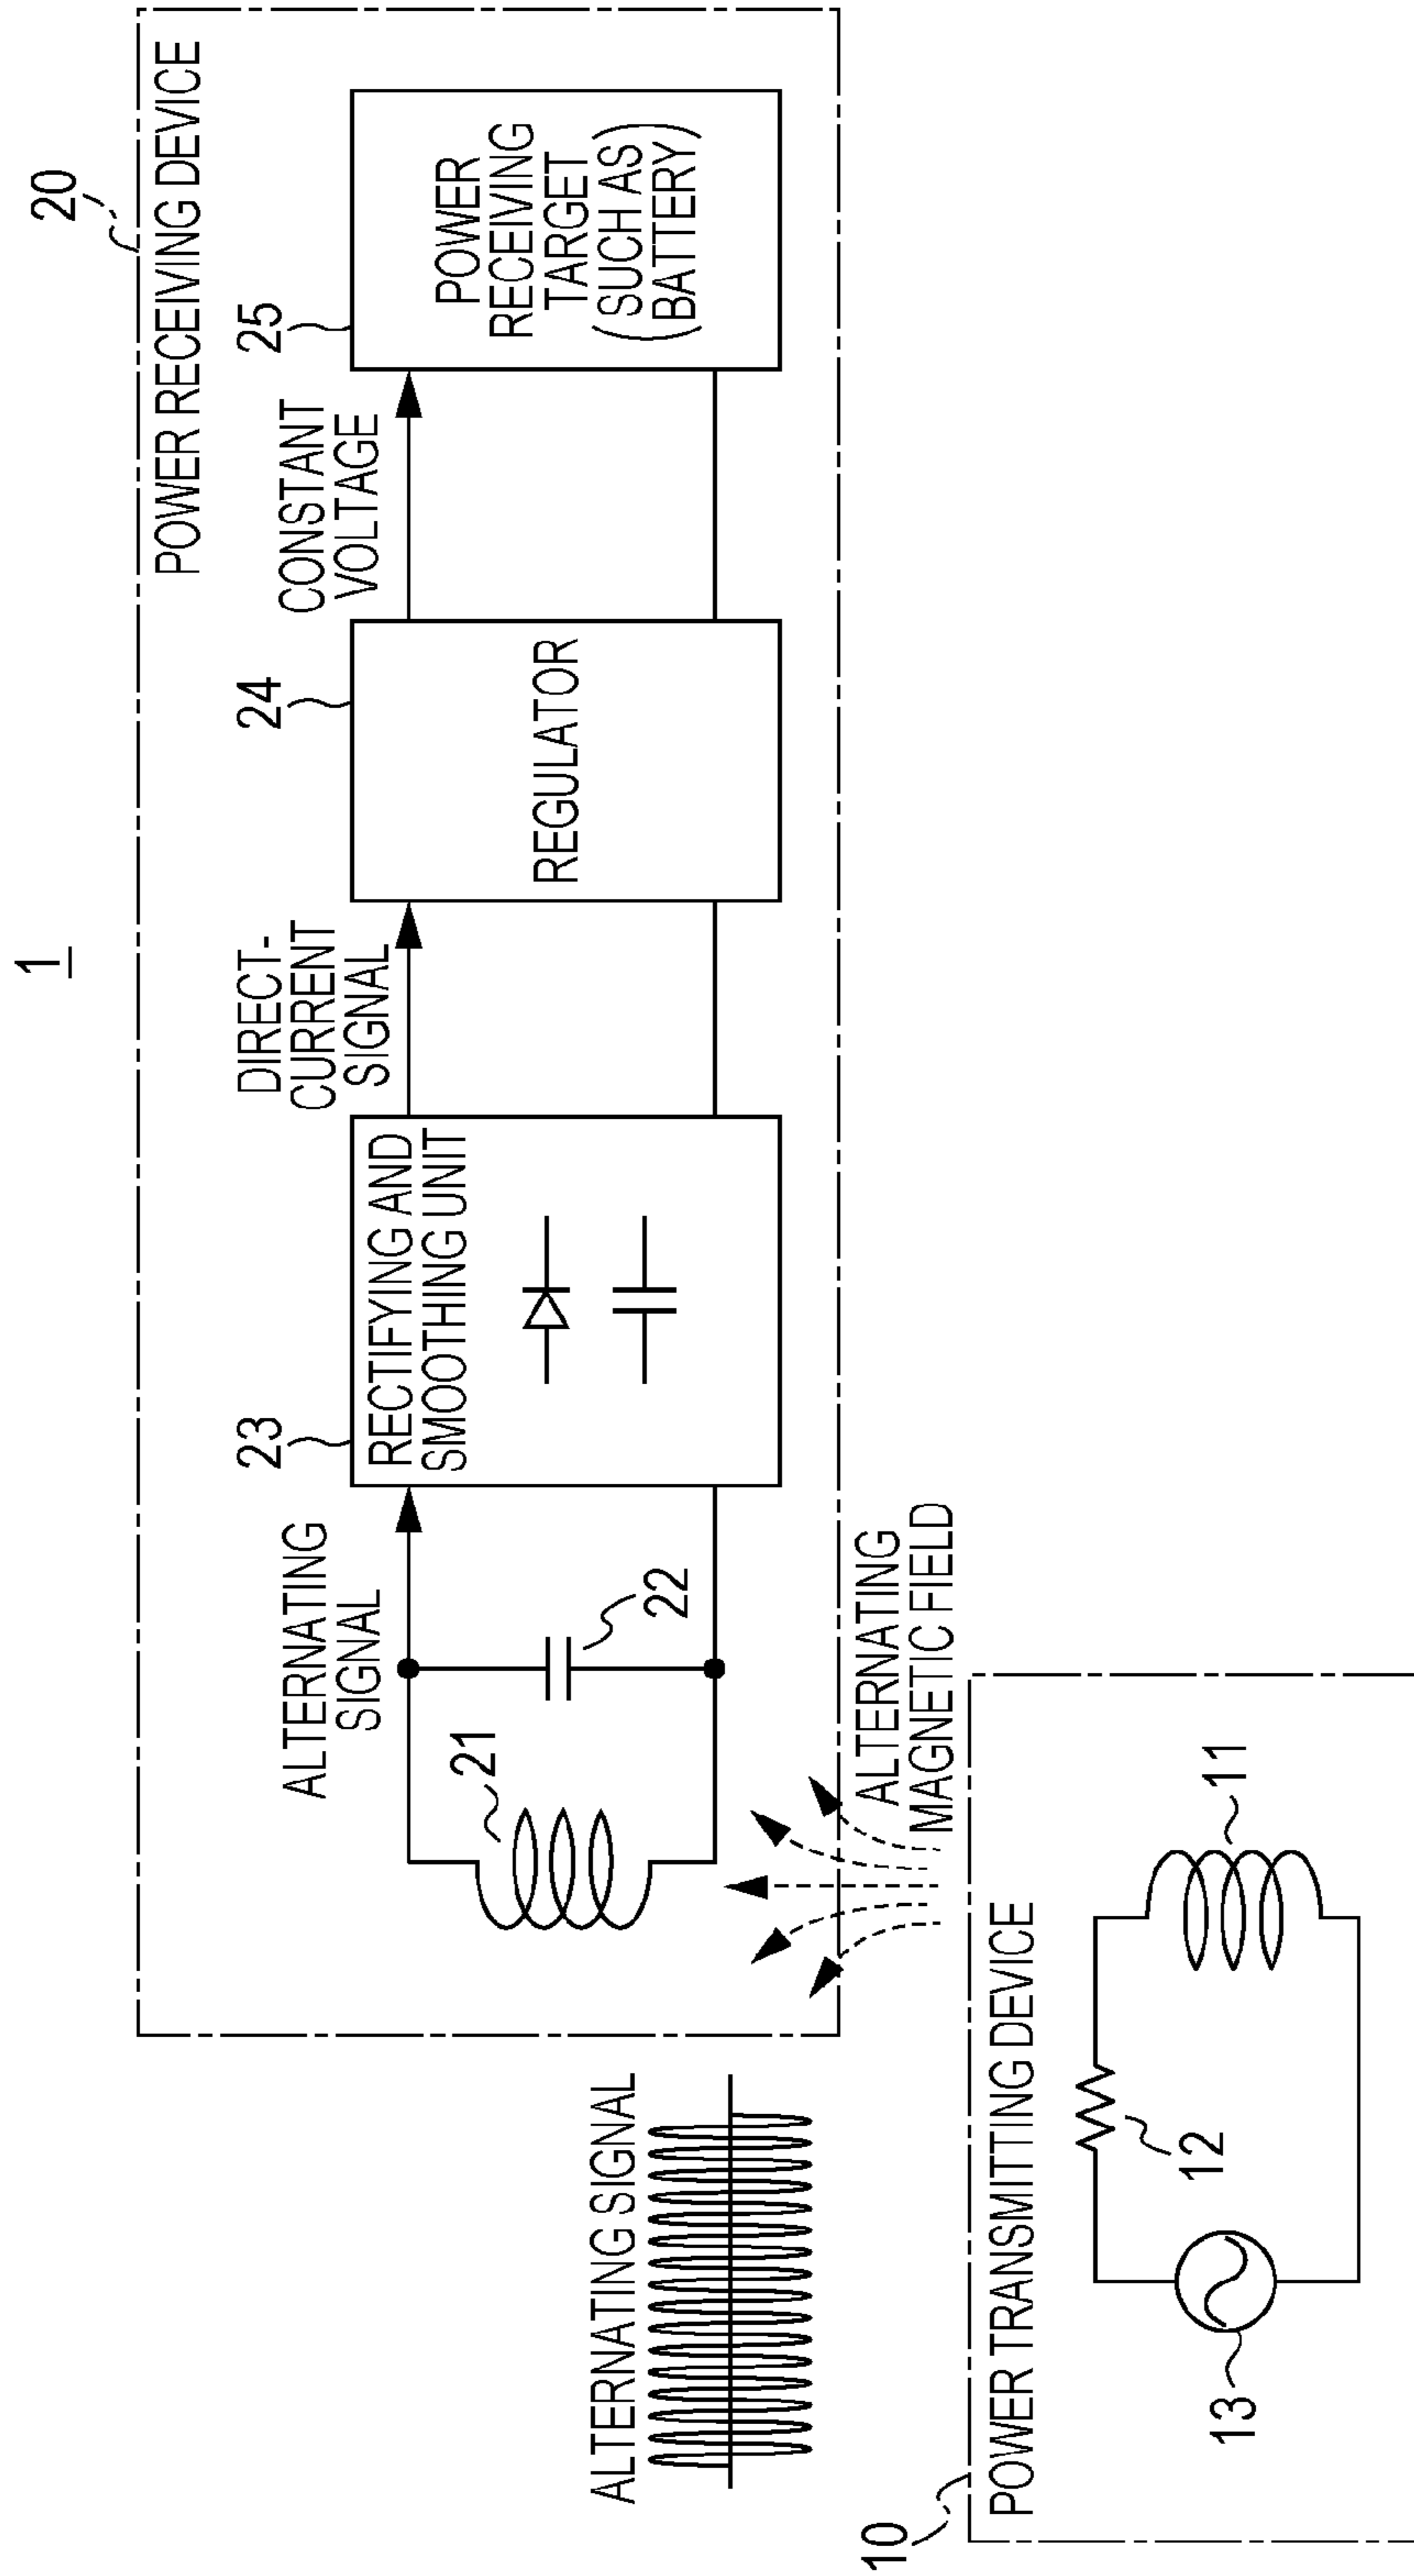 1
20
POWER RECEIVING DEVICE
ALTERNATING
SIGNAL
21
22
23
RECTIFYING AND
SMOOTHING UNIT
DIRECT-
CURRENT
SIGNAL
24
REGULATOR
CONSTANT
VOLTAGE
25
POWER
RECEIVING
TARGET
(SUCH AS
BATTERY)
ALTERNATING SIGNAL
ALTERNATING
MAGNETIC FIELD
10
POWER TRANSMITTING DEVICE
12
11
13